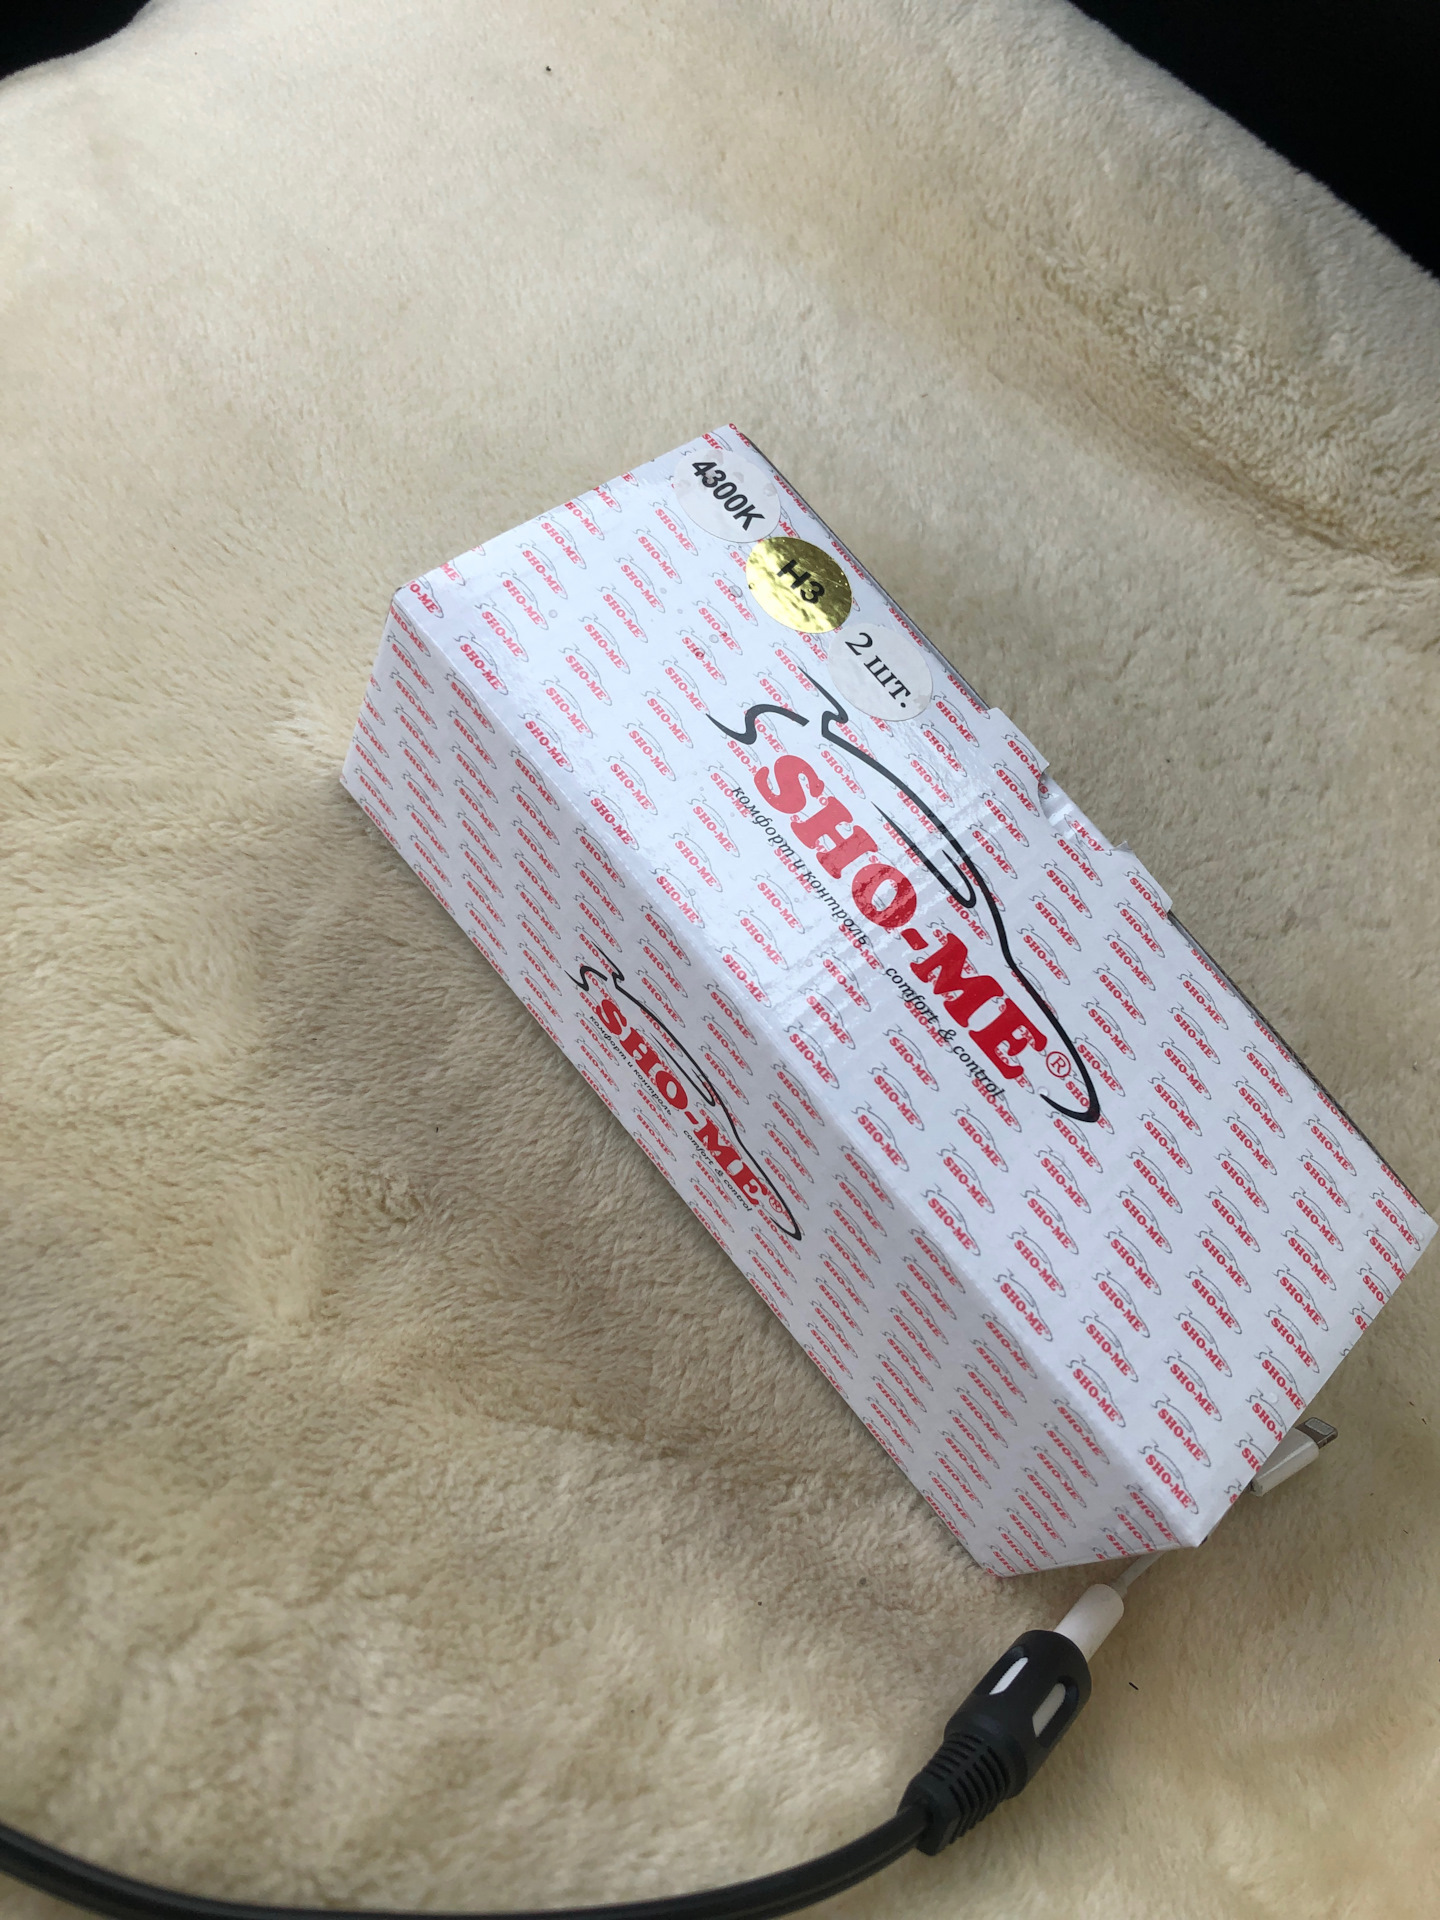 4300K
H3
2 шт.
SHO-ME®
комфорт и контроль comfort & control
SHO-ME®
комфорт и контроль comfort & control